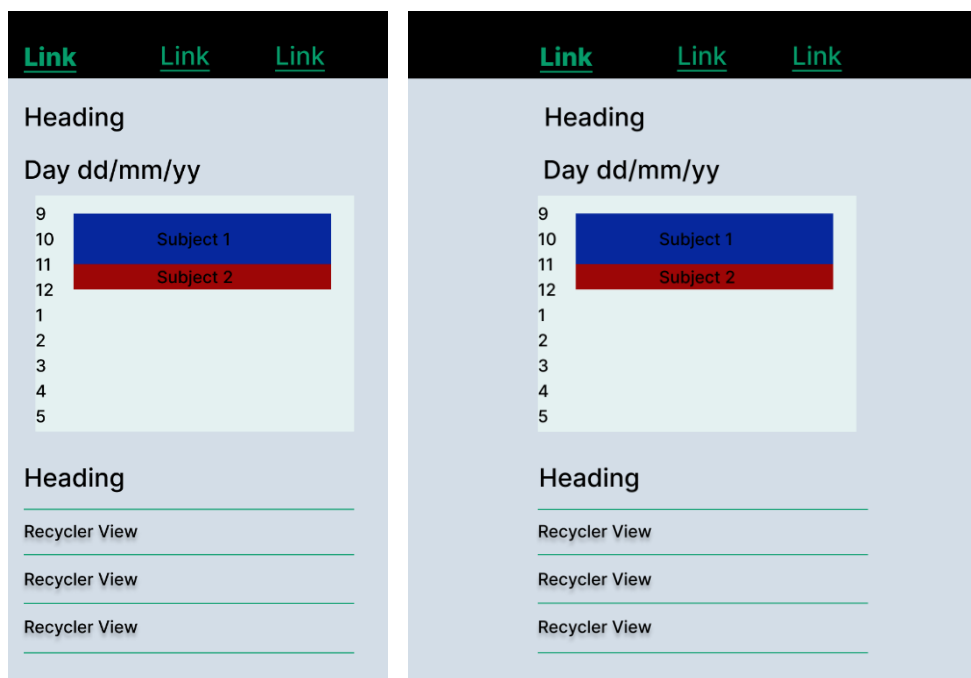 Link Link Link
Heading
Day dd/mm/yy
9
10 Subject 1
11
Subject 2
12
1
2
3
4
5
Heading
Recycler View
Recycler View
Recycler View
Link Link Link
Heading
Day dd/mm/yy
9
10 Subject 1
11
Subject 2
12
1
2
3
4
5
Heading
Recycler View
Recycler View
Recycler View